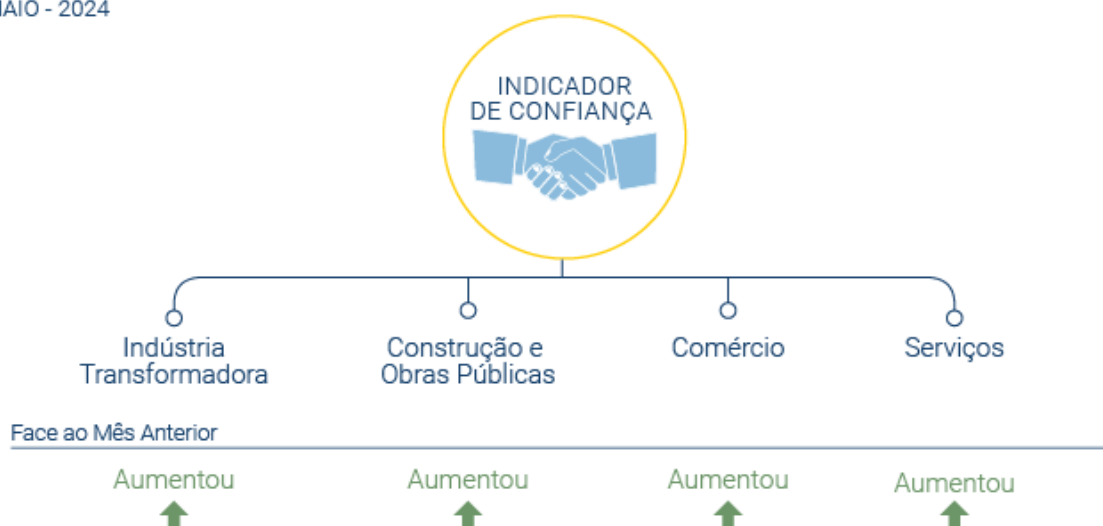 - 2024
INDICADOR
DE CONFIANÇA
Indústria
Transformadora
Construção e
Obras Públicas
Comércio
Serviços
Face ao Mês Anterior
Aumentou
Aumentou
Aumentou
Aumentou